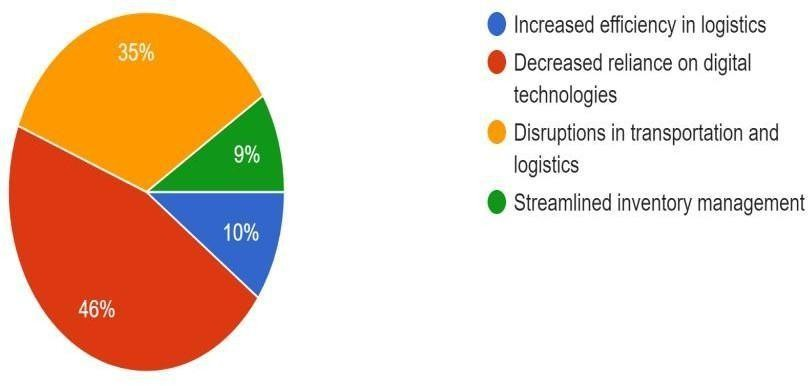 35%
9%
10%
46%
Increased efficiency in logistics
Decreased reliance on digital
technologies
Disruptions in transportation and
logistics
Streamlined inventory management